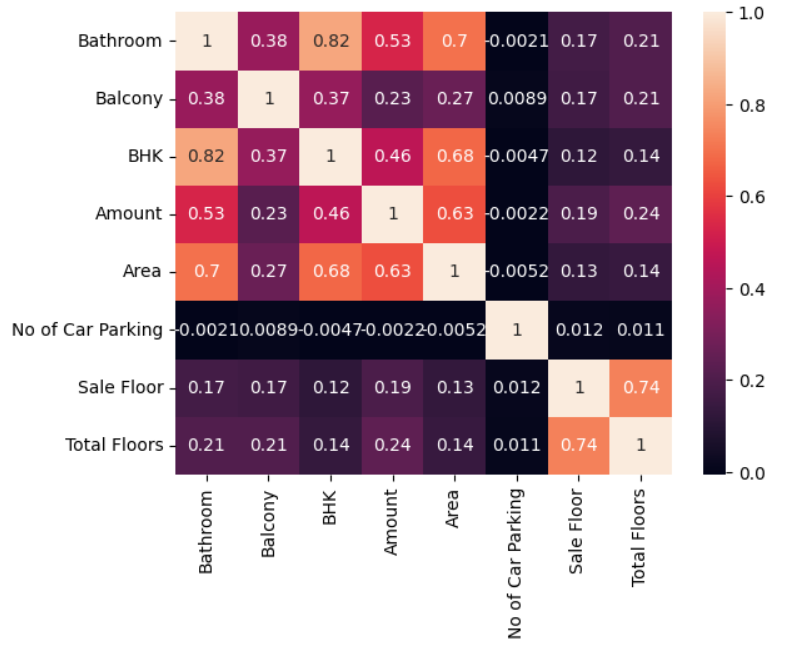 Bathroom 1 0.38 0.82 0.53 0.7 -0.0021 0.17 0.21
Balcony 0.38 1 0.37 0.23 0.27 0.0089 0.17 0.21
BHK 0.82 0.37 1 0.46 0.68 -0.0047 0.12 0.14
Amount 0.53 0.23 0.46 1 0.63 -0.0022 0.19 0.24
Area 0.7 0.27 0.68 0.63 1 -0.0052 0.13 0.14
No of Car Parking -0.0021 0.0089 -0.0047 -0.0022 -0.0052 1 0.012 0.011
Sale Floor 0.17 0.17 0.12 0.19 0.13 0.012 1 0.74
Total Floors 0.21 0.21 0.14 0.24 0.14 0.011 0.74 1
Bathroom
Balcony
BHK
Amount
Area
No of Car Parking
Sale Floor
Total Floors
1.0
0.8
0.6
0.4
0.2
0.0